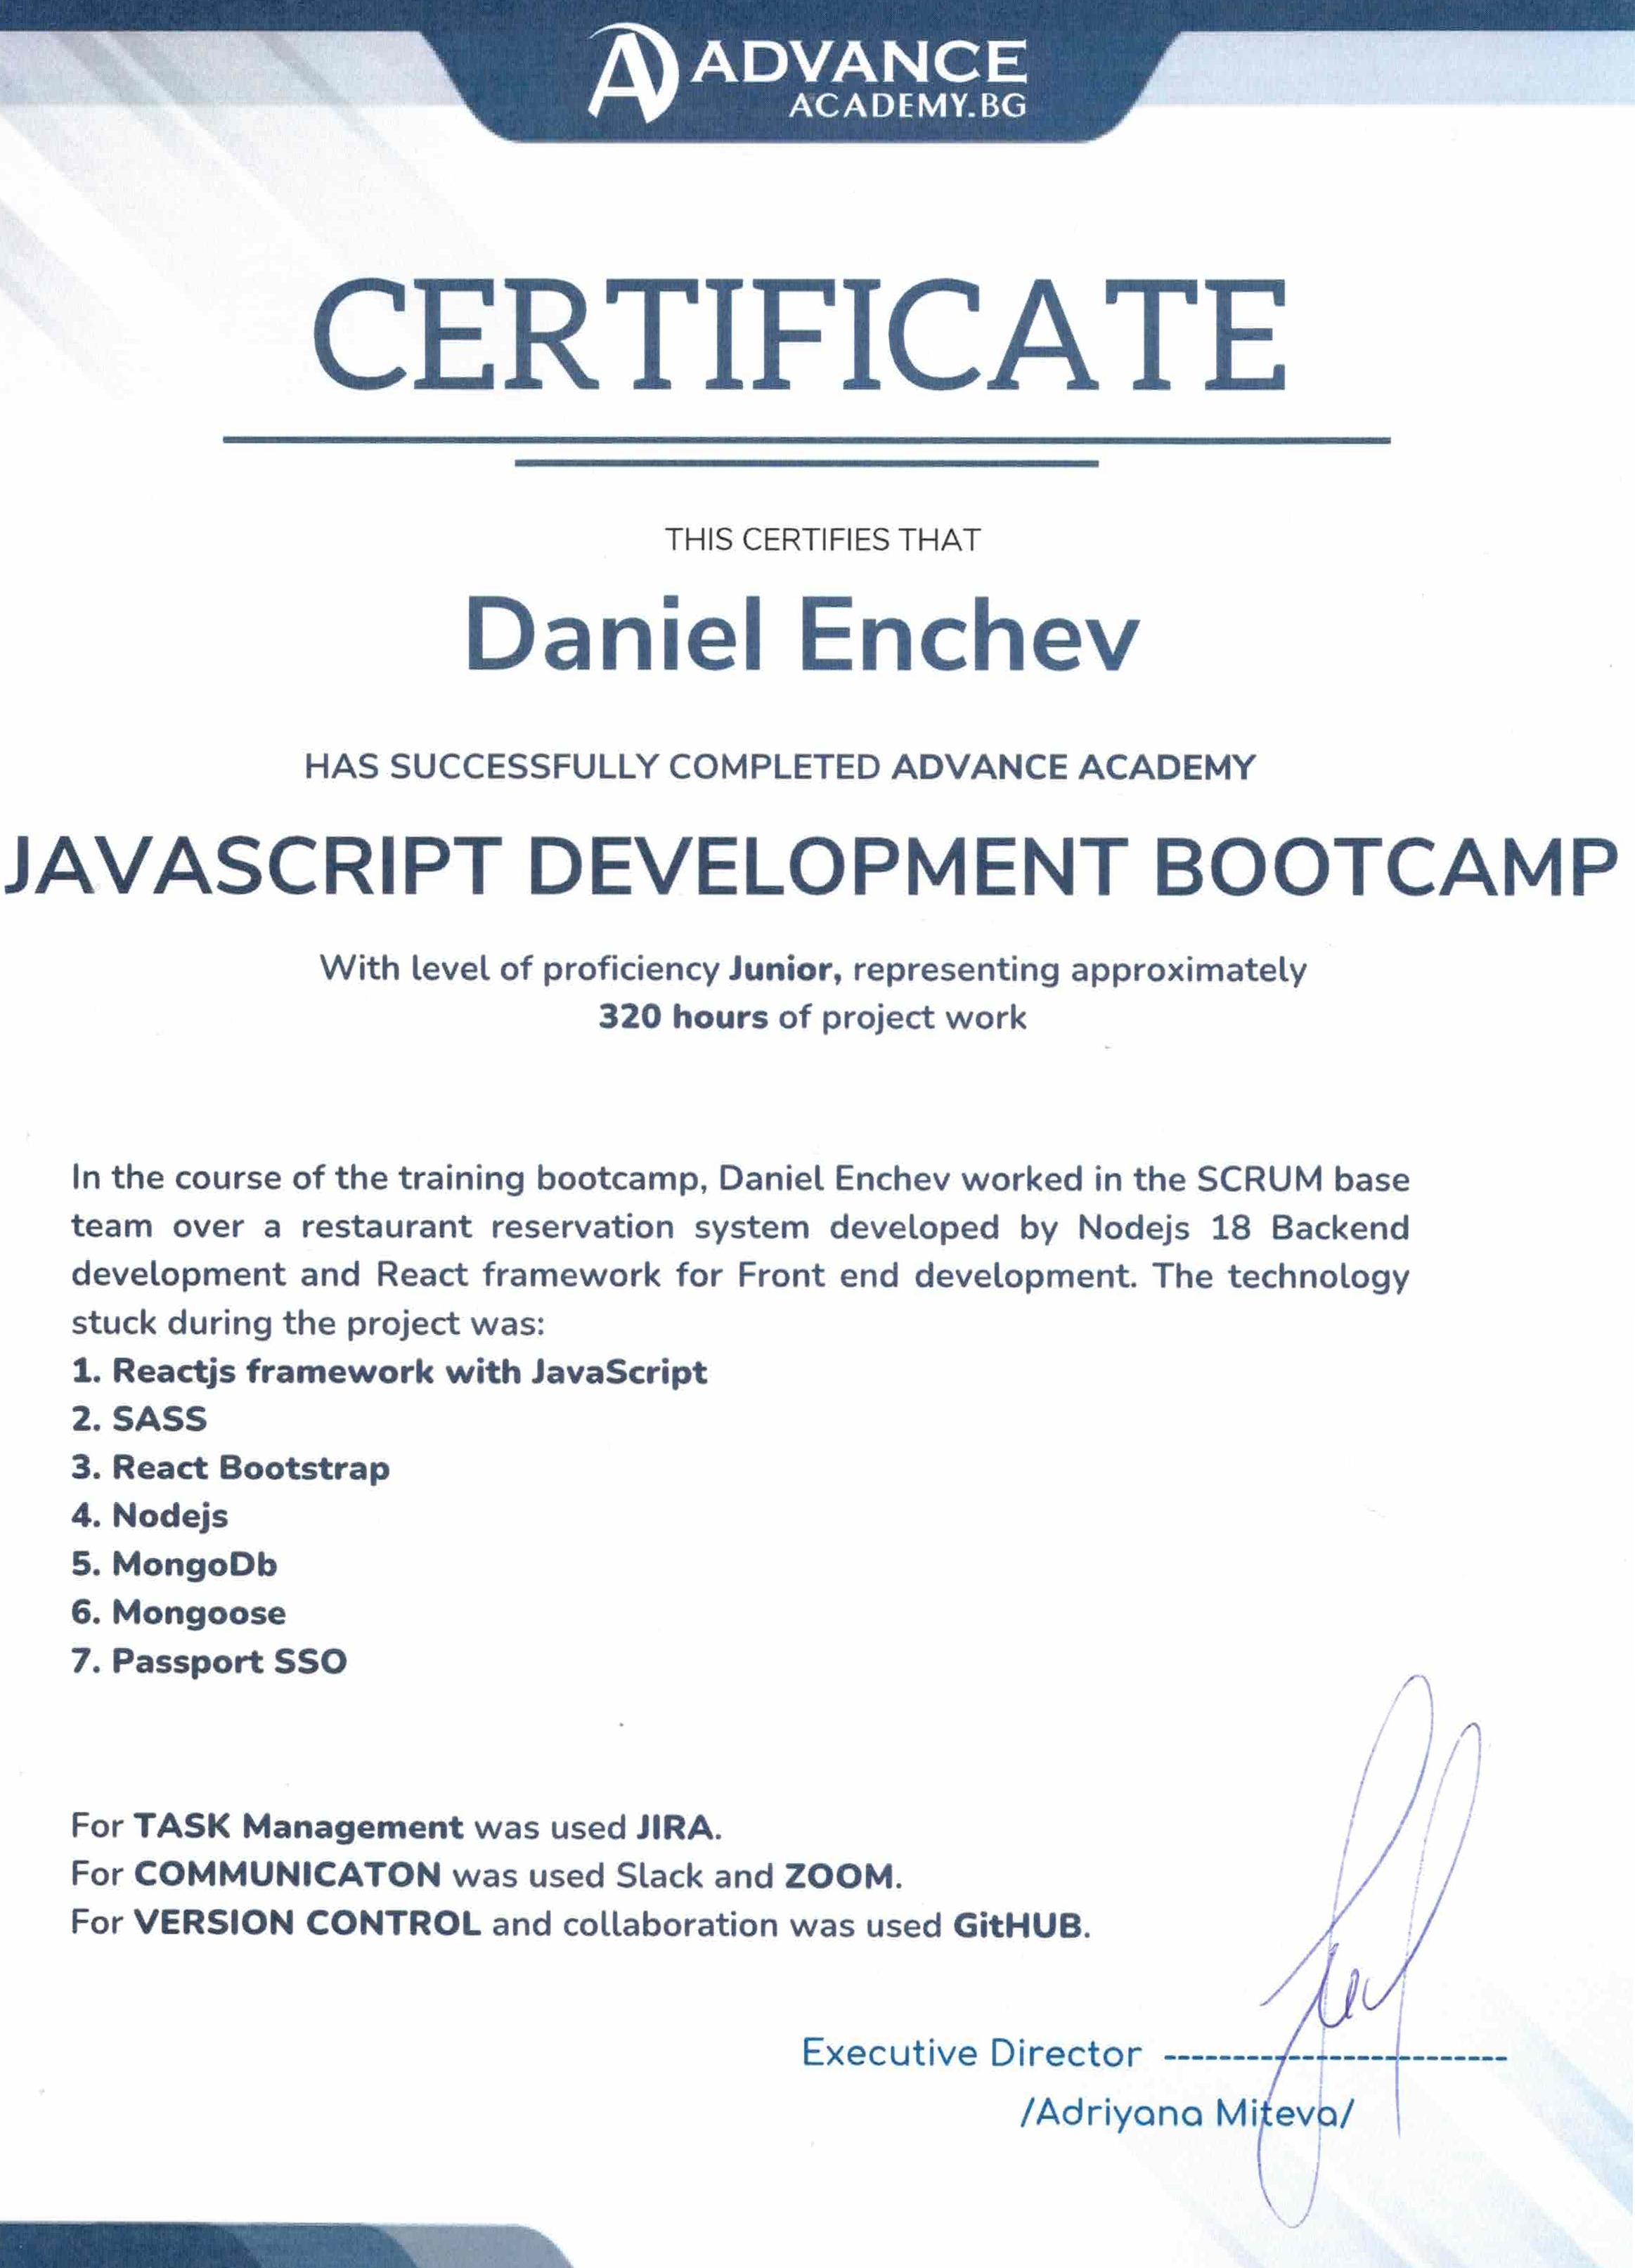 ADVANCE
ACADEMY.BG
CERTIFICATE
THIS CERTIFIES THAT
Daniel Enchev
HAS SUCCESSFULLY COMPLETED ADVANCE ACADEMY
JAVASCRIPT DEVELOPMENT BOOTCAMP
With level of proficiency Junior, representing approximately
320 hours of project work
In the course of the training bootcamp, Daniel Enchev worked in the SCRUM base
team over a restaurant reservation system developed by Nodejs 18 Backend
development and React framework for Front end development. The technology
stuck during the project was:
1. Reactjs framework with JavaScript
2. SASS
3. React Bootstrap
4. Nodejs
5. MongoDb
6. Mongoose
7. Passport SSO
For TASK Management was used JIRA.
For COMMUNICATON was used Slack and ZOOM.
For VERSION CONTROL and collaboration was used GitHUB.
Executive Director -------------------------
/Adriyana Miteva/